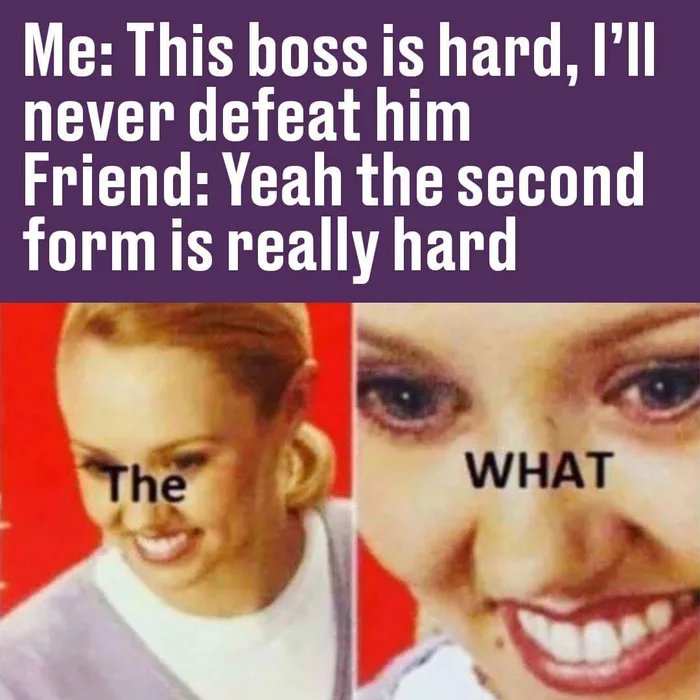 Me: This boss is hard, I’ll
never defeat him
Friend: Yeah the second
form is really hard
The
WHAT